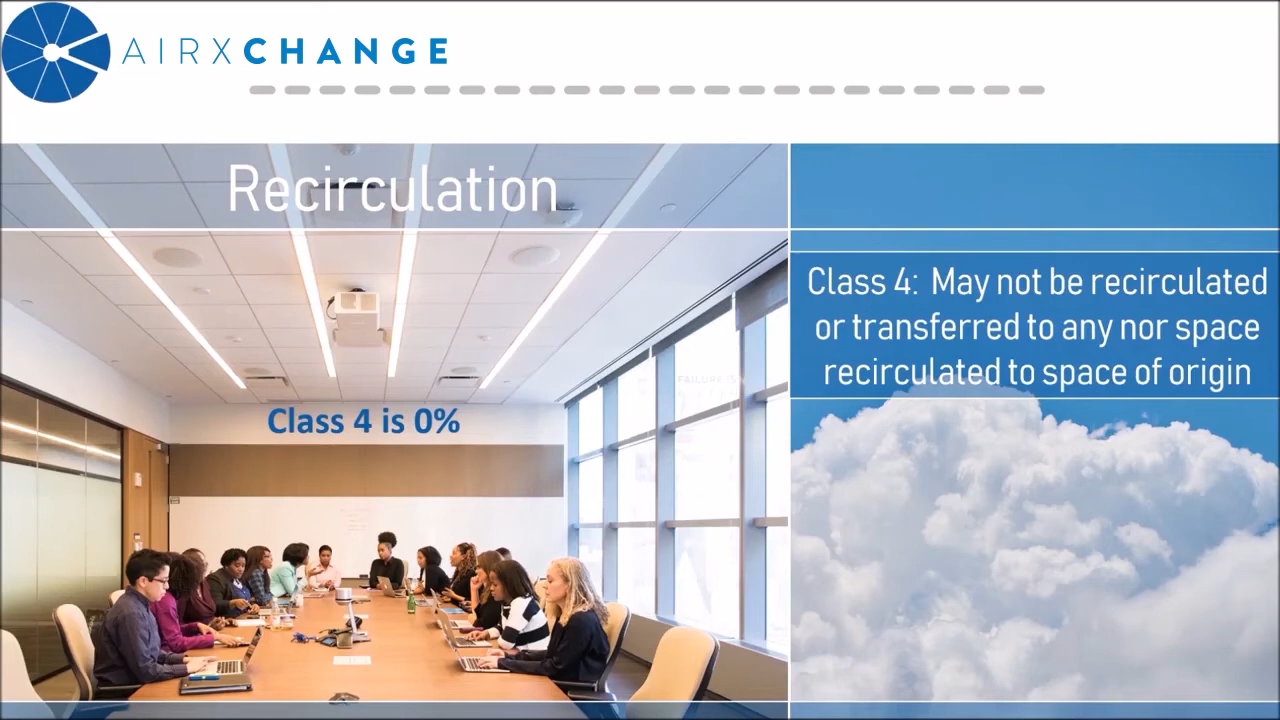 AIRXCHANGE
Recirculation
Class 4: May not be recirculated
or transferred to any nor space
recirculated to space of origin
Class 4 is 0%